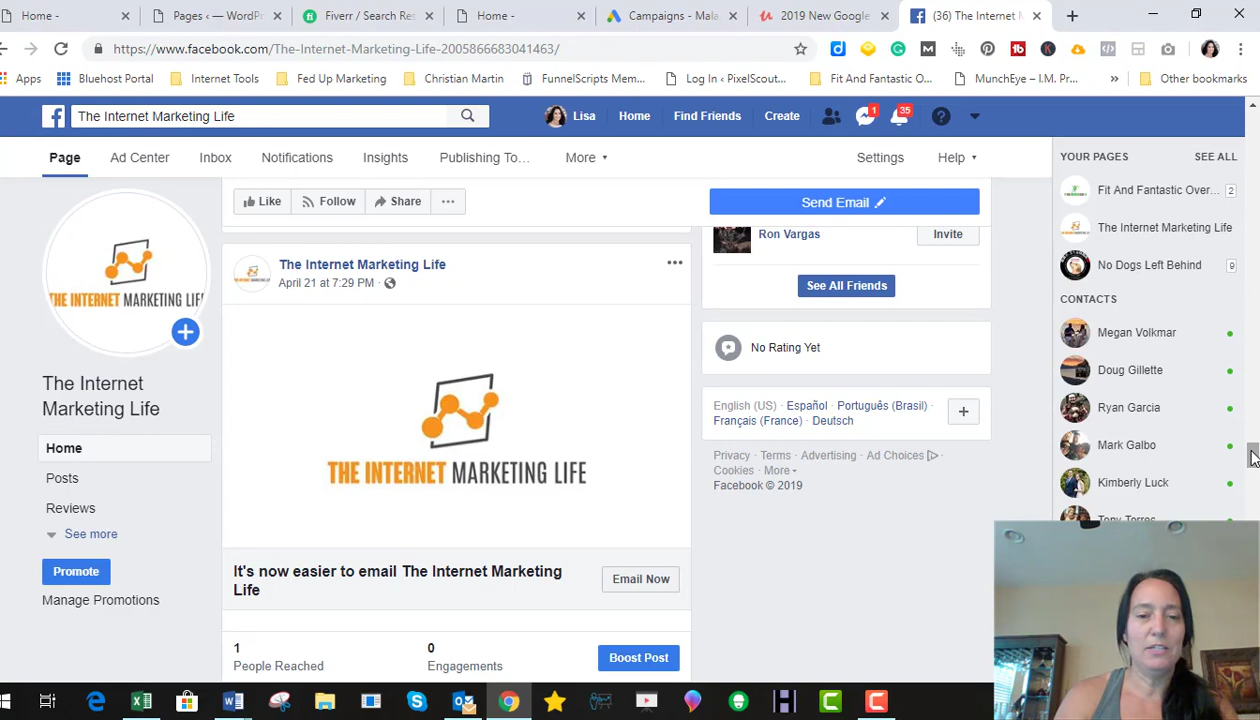 Home -
Pages ‹ — WordP
Fiverr / Search Res
Home -
Campaigns - Mala
2019 New Google
(36) The Internet M
https://www.facebook.com/The-Internet-Marketing-Life-2005866683041463/
Apps
Bluehost Portal
Internet Tools
Fed Up Marketing
Christian Martin
FunnelScripts Mem...
Log In ‹ PixelScout...
Fit And Fantastic O...
MunchEye – I.M. Pr...
»
Other bookmarks
The Internet Marketing Life
Lisa
Home
Find Friends
Create
1
35
Page
Ad Center
Inbox
Notifications
Insights
Publishing To...
More
Settings
Help
Like
Follow
Share
Send Email
The Internet Marketing Life
April 21 at 7:29 PM ·
THE INTERNET MARKETING LIFE
It's now easier to email The Internet Marketing
Life
Email Now
1
People Reached
0
Engagements
Boost Post
THE INTERNET MARKETING LIFE
The Internet
Marketing Life
Home
Posts
Reviews
See more
Promote
Manage Promotions
Ron Vargas
Invite
See All Friends
No Rating Yet
English (US) · Español · Português (Brasil) ·
Français (France) · Deutsch
Privacy · Terms · Advertising · Ad Choices ·
Cookies · More
Facebook © 2019
YOUR PAGES
SEE ALL
Fit And Fantastic Over...
2
The Internet Marketing Life
No Dogs Left Behind
9
CONTACTS
Megan Volkmar
Doug Gillette
Ryan Garcia
Mark Galbo
Kimberly Luck
Tony Torres